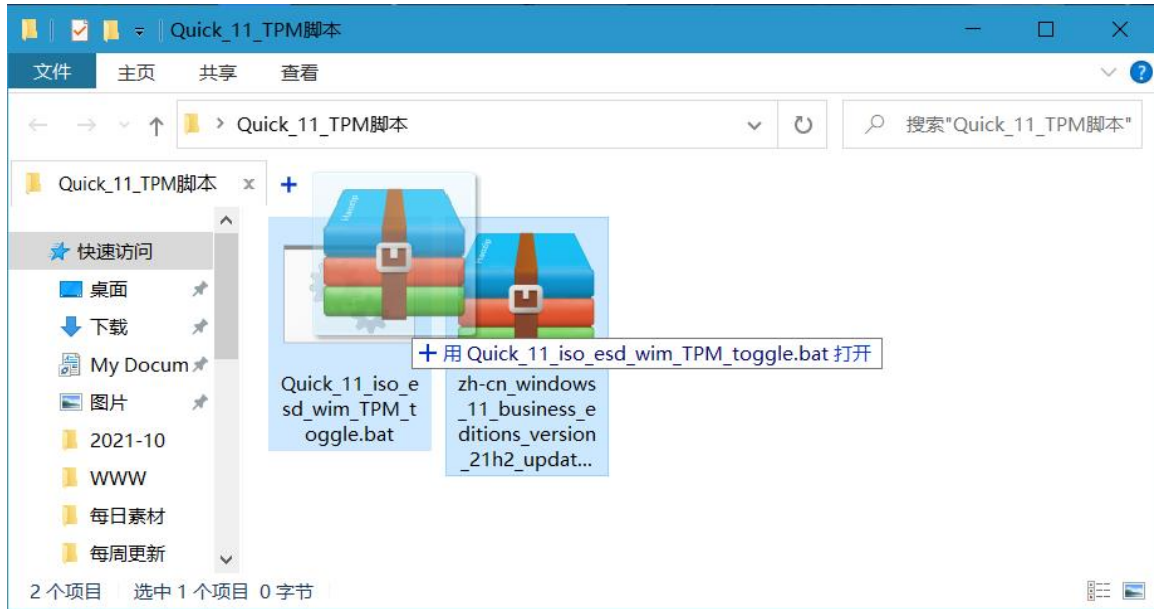 Quick_11_TPM脚本
文件 主页 共享 查看
Quick_11_TPM脚本
搜索"Quick_11_TPM脚本"
Quick_11_TPM脚本
快速访问
桌面
下载
My Docum
图片
2021-10
WWW
每日素材
每周更新
Haozip
Haozip
用 Quick_11_iso_esd_wim_TPM_toggle.bat 打开
Quick_11_iso_e
sd_wim_TPM_t
oggle.bat
zh-cn_windows
_11_business_e
ditions_version
_21h2_updat...
2 个项目 选中 1 个项目 0 字节